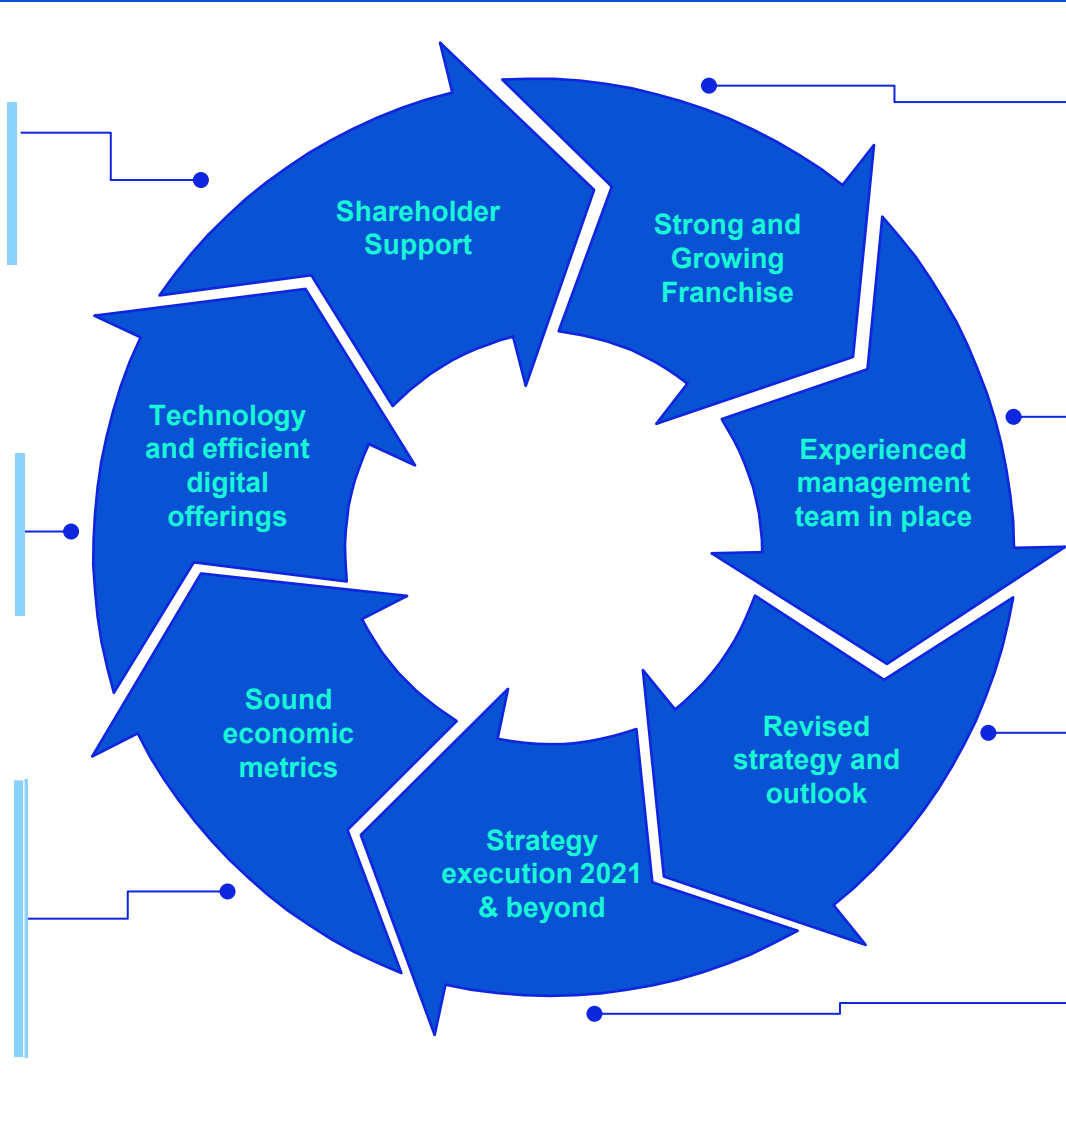 Shareholder
Support
Strong and
Growing
Franchise
Experienced
management
team in place
Revised
strategy and
outlook
Strategy
execution 2021
& beyond
Sound
economic
metrics
Technology
and efficient
digital
offerings